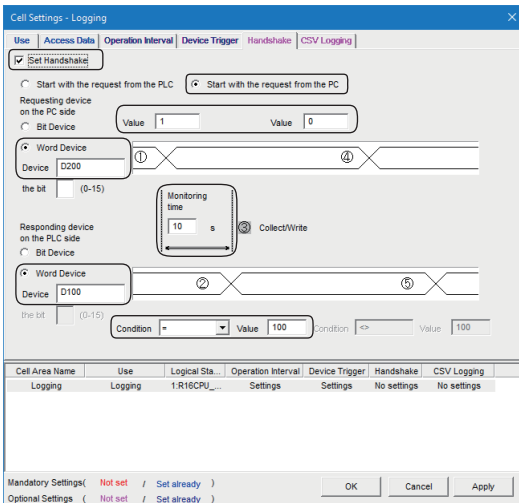 Cell Settings - Logging
Use Access Data Operation Interval Device Trigger Handshake CSV Logging
Set Handshake
Start with the request from the PLC Start with the request from the PC
Requesting device
on the PC side
Bit Device
Value 1 Value 0
Word Device
Device D200
① ④
the bit (0-15)
Monitoring
time
10 s ③ Collect/Write
Responding device
on the PLC side
Bit Device
Word Device
Device D100
② ⑤
the bit (0-15)
Condition = Value 100 Condition <> Value 100
Cell Area Name Use Logical Sta... Operation Interval Device Trigger Handshake CSV Logging
Logging Logging 1:R16CPU_... Settings Settings No settings No settings
Mandatory Settings( Not set / Set already )
Optional Settings ( Not set / Set already )
OK Cancel Apply